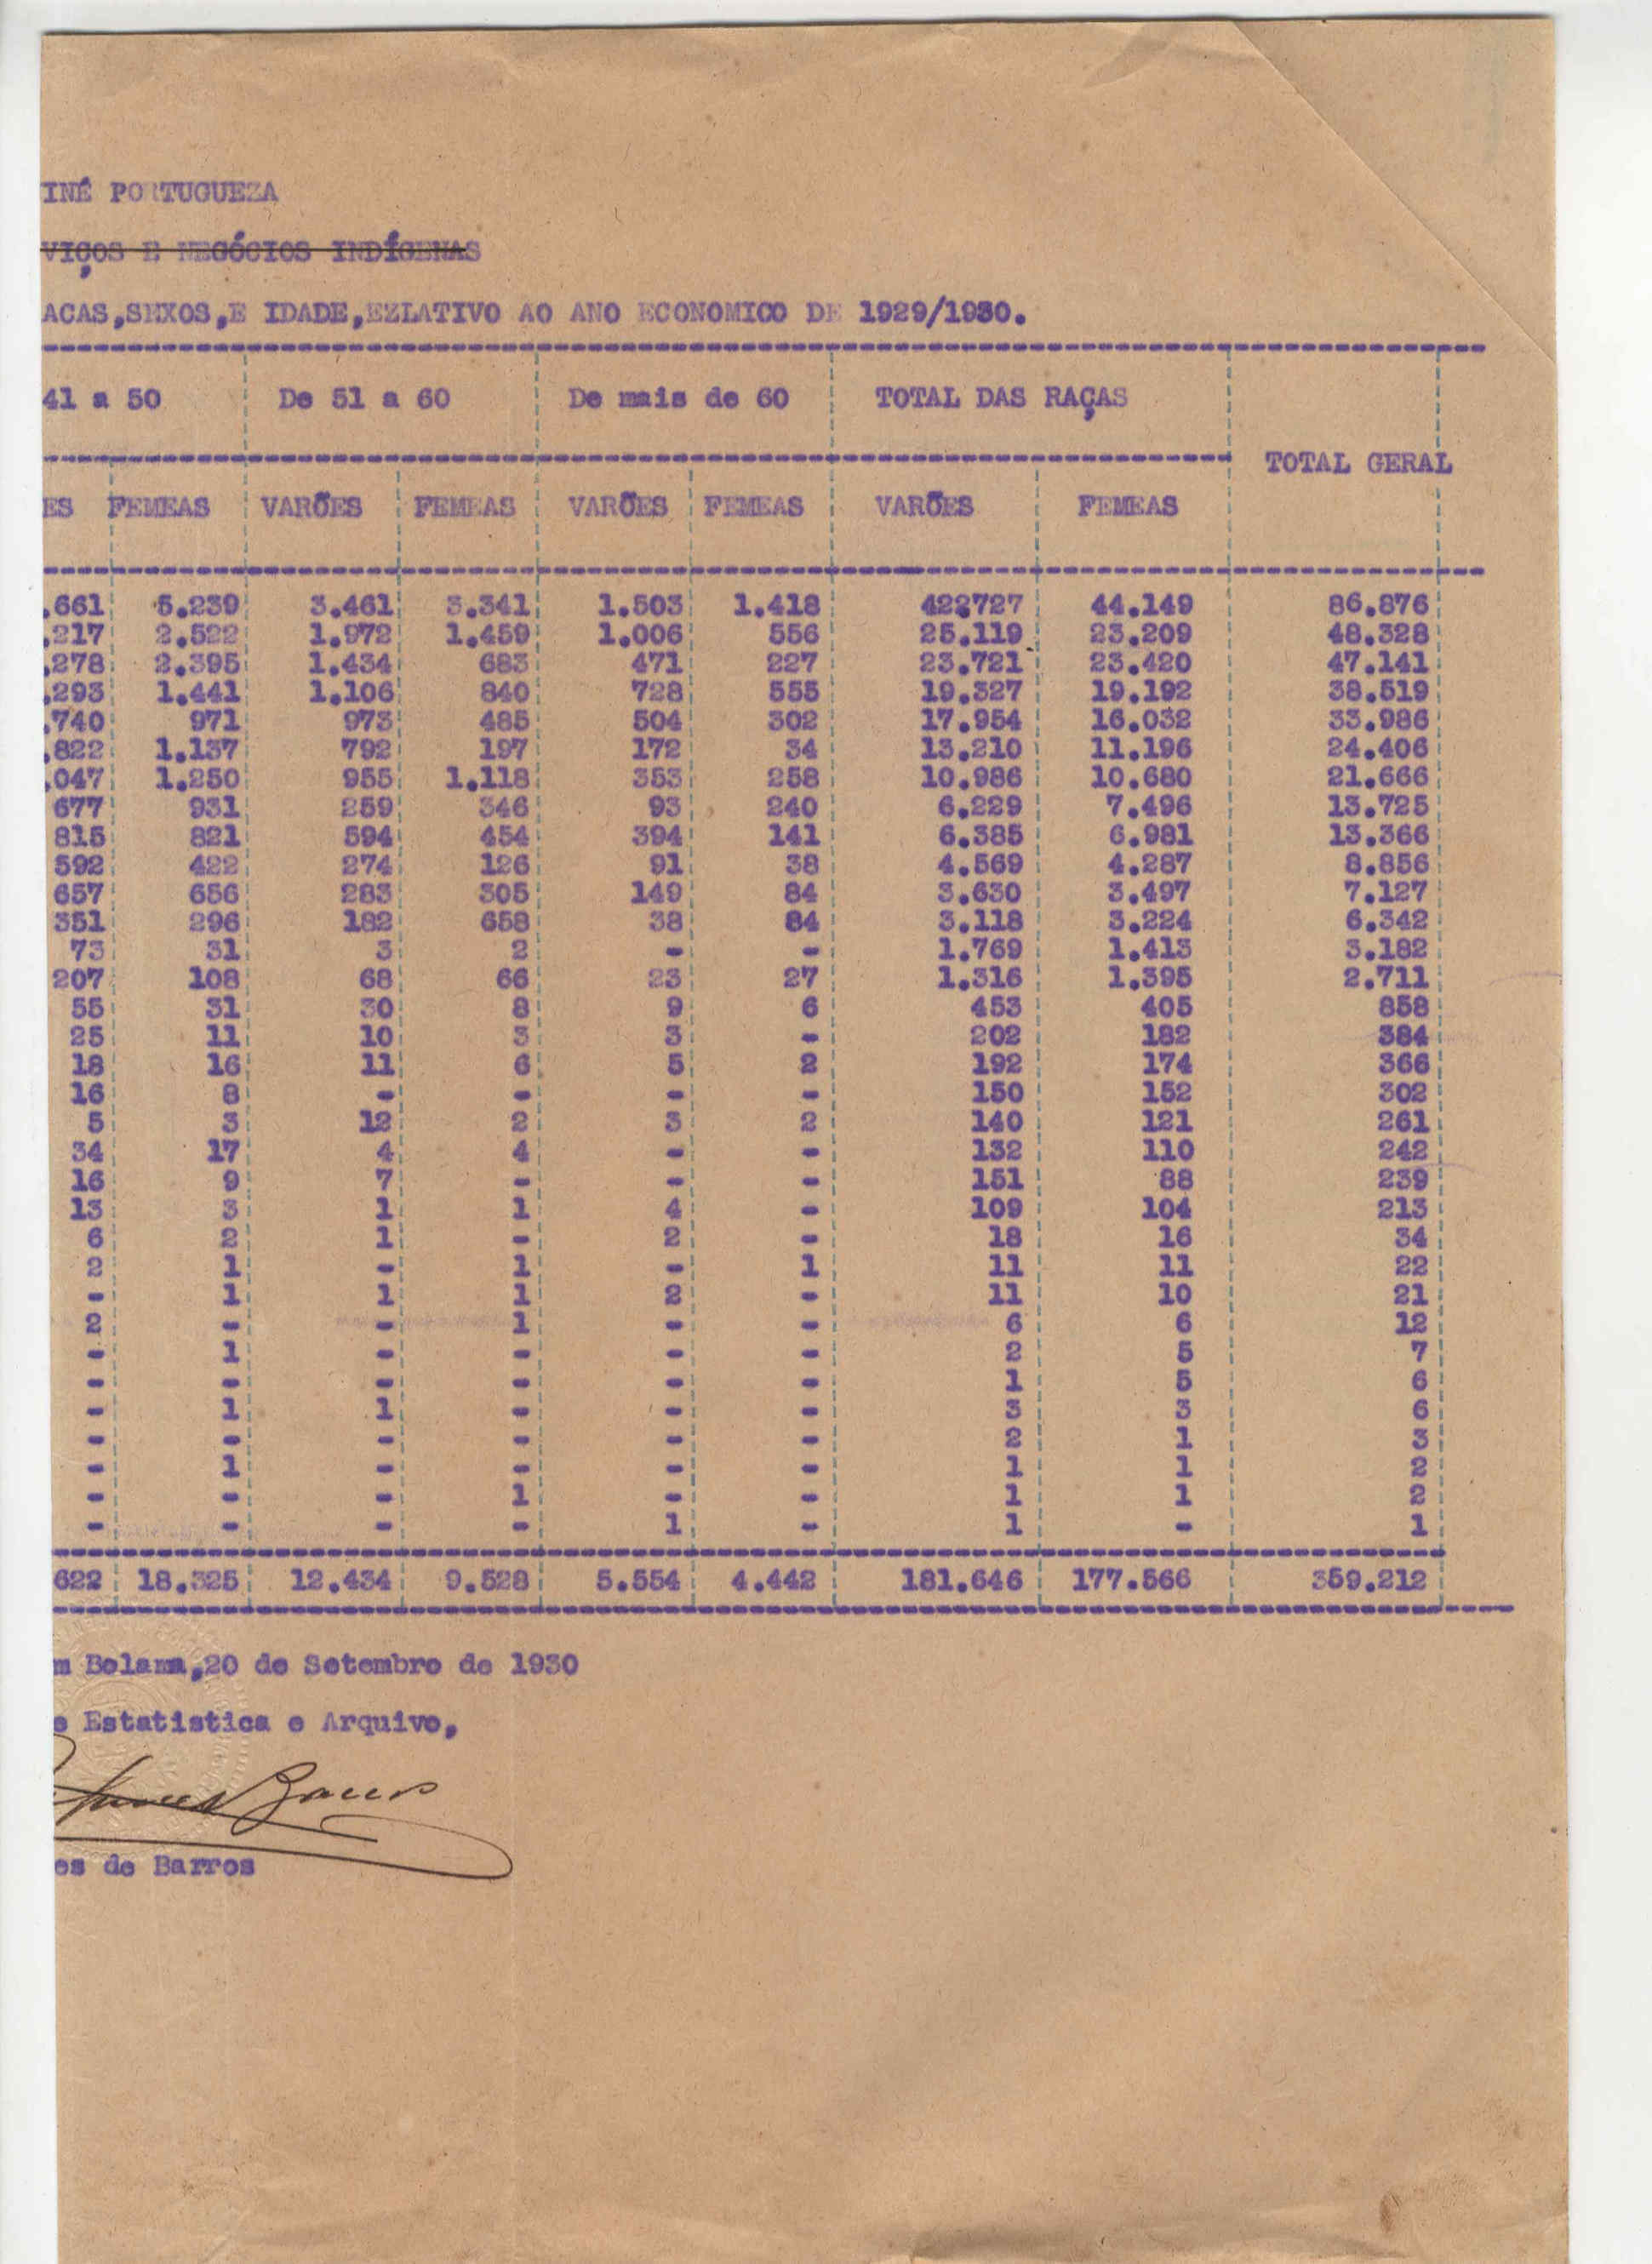 INÉ PORTUGUEZA
VIÇOS E NEGÓCIOS INDÍGENAS
ACAS,SEXOS,E IDADE,EZLATIVO AO ANO ECONOMICO DE 1929/1930.
41 a 50 De 51 a 60 De mais de 60 TOTAL DAS RAÇAS
TOTAL GERAL
ES FEMEAS VARÕES FEMEAS VARÕES FEMEAS VARÕES FEMEAS
.661 5.239 3.461 3.341 1.503 1.418 422727 44.149 86.876
.217 2.522 1.972 1.459 1.006 556 25.119 23.209 48.328
.278 2.395 1.434 683 471 227 23.721 23.420 47.141
.293 1.441 1.106 840 728 555 19.327 19.192 38.519
.740 971 973 485 504 302 17.954 16.032 33.986
.822 1.137 792 197 172 34 13.210 11.196 24.406
.047 1.250 955 1.118 353 258 10.986 10.680 21.666
677 931 259 346 93 240 6.229 7.496 13.725
815 821 594 454 394 141 6.385 6.981 13.366
592 422 274 126 91 38 4.569 4.287 8.856
657 656 283 305 149 84 3.630 3.497 7.127
351 296 182 658 38 84 3.118 3.224 6.342
73 31 3 2 - - 1.769 1.413 3.182
207 108 68 66 23 27 1.316 1.395 2.711
55 31 30 8 9 6 453 405 858
25 11 10 3 3 - 202 182 384
18 16 11 6 5 2 192 174 366
16 8 - - - - 150 152 302
5 3 12 2 3 2 140 121 261
34 17 4 4 - - 132 110 242
16 9 7 - - - 151 88 239
13 3 1 1 4 - 109 104 213
6 2 1 - 2 - 18 16 34
2 1 - 1 - 1 11 11 22
- 1 1 1 2 - 11 10 21
2 - - 1 - - 6 6 12
- 1 - - - - 2 5 7
- - - - - - 1 5 6
- 1 1 - - - 3 3 6
- - - - - - 2 1 3
- 1 - - - - 1 1 2
- - - 1 - - 1 1 2
- - - - 1 - 1 - 1
622 18.325 12.434 9.528 5.554 4.442 181.646 177.566 359.212
m Bolama,20 de Setembro de 1930
e Estatistica e Arquivo,
Barros
es de Barros